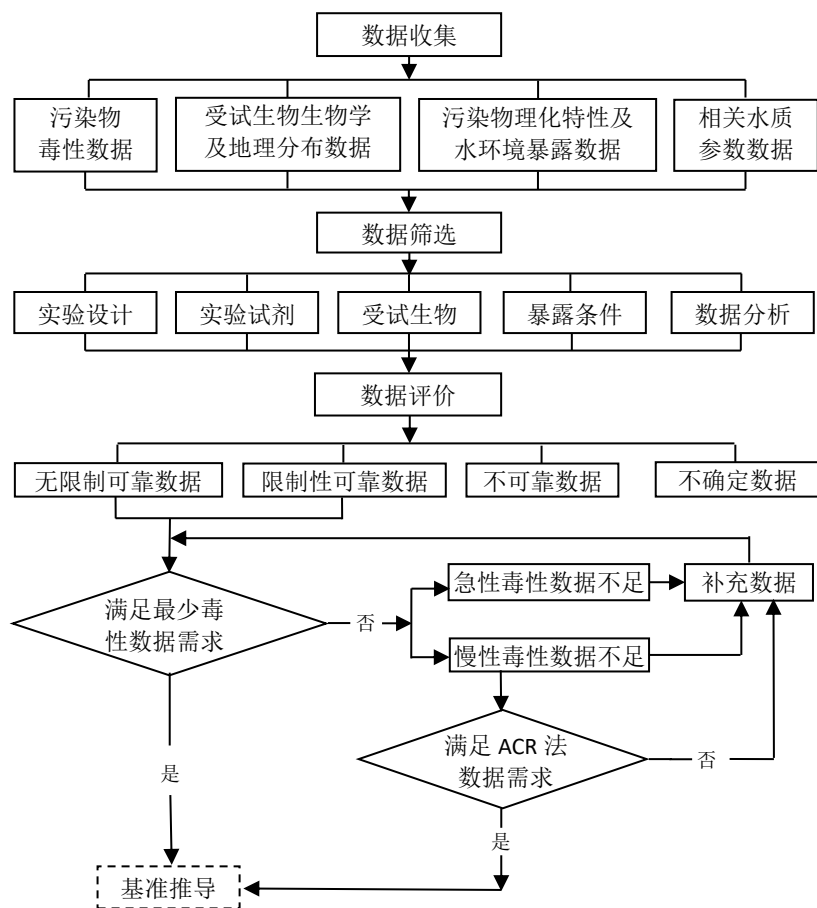 数据收集
污染物
毒性数据
受试生物生物学
及地理分布数据
污染物理化特性及
水环境暴露数据
相关水质
参数数据
数据筛选
实验设计
实验试剂
受试生物
暴露条件
数据分析
数据评价
无限制可靠数据
限制性可靠数据
不可靠数据
不确定数据
满足最少毒
性数据需求
否
急性毒性数据不足
补充数据
慢性毒性数据不足
满足 ACR 法
数据需求
否
是
是
基准推导